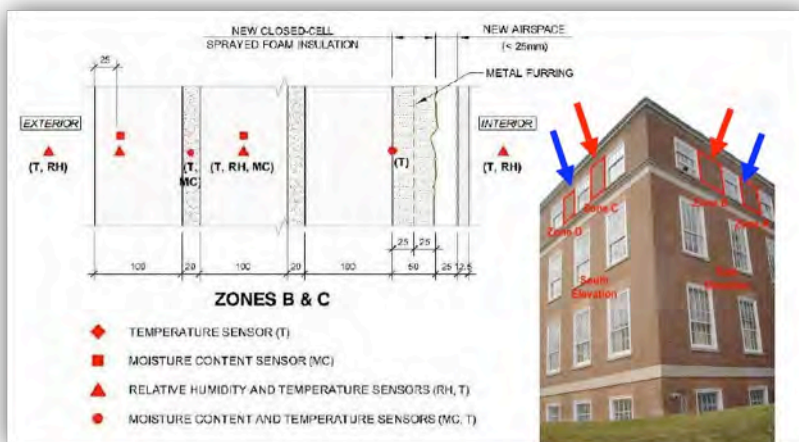 NEW CLOSED-CELL
SPRAYED FOAM INSULATION
NEW AIRSPACE
(< 25mm)
METAL FURRING
25
EXTERIOR
INTERIOR
(T, RH)
(T, MC)
(T, RH, MC)
(T)
(T, RH)
25
25
100
20
100
20
100
50
25
12.5
ZONES B & C
TEMPERATURE SENSOR (T)
MOISTURE CONTENT SENSOR (MC)
RELATIVE HUMIDITY AND TEMPERATURE SENSORS (RH, T)
MOISTURE CONTENT AND TEMPERATURE SENSORS (MC, T)
Zone D
Zone C
Zone B
South
Elevation
Elevation